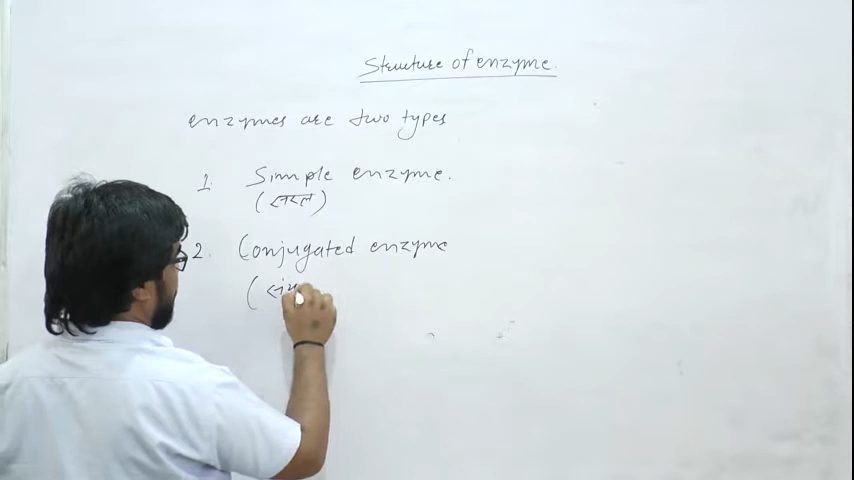 Structure of enzyme.
enzymes are two types
1. Simple enzyme.
(सरल)
2. Conjugated enzyme
(